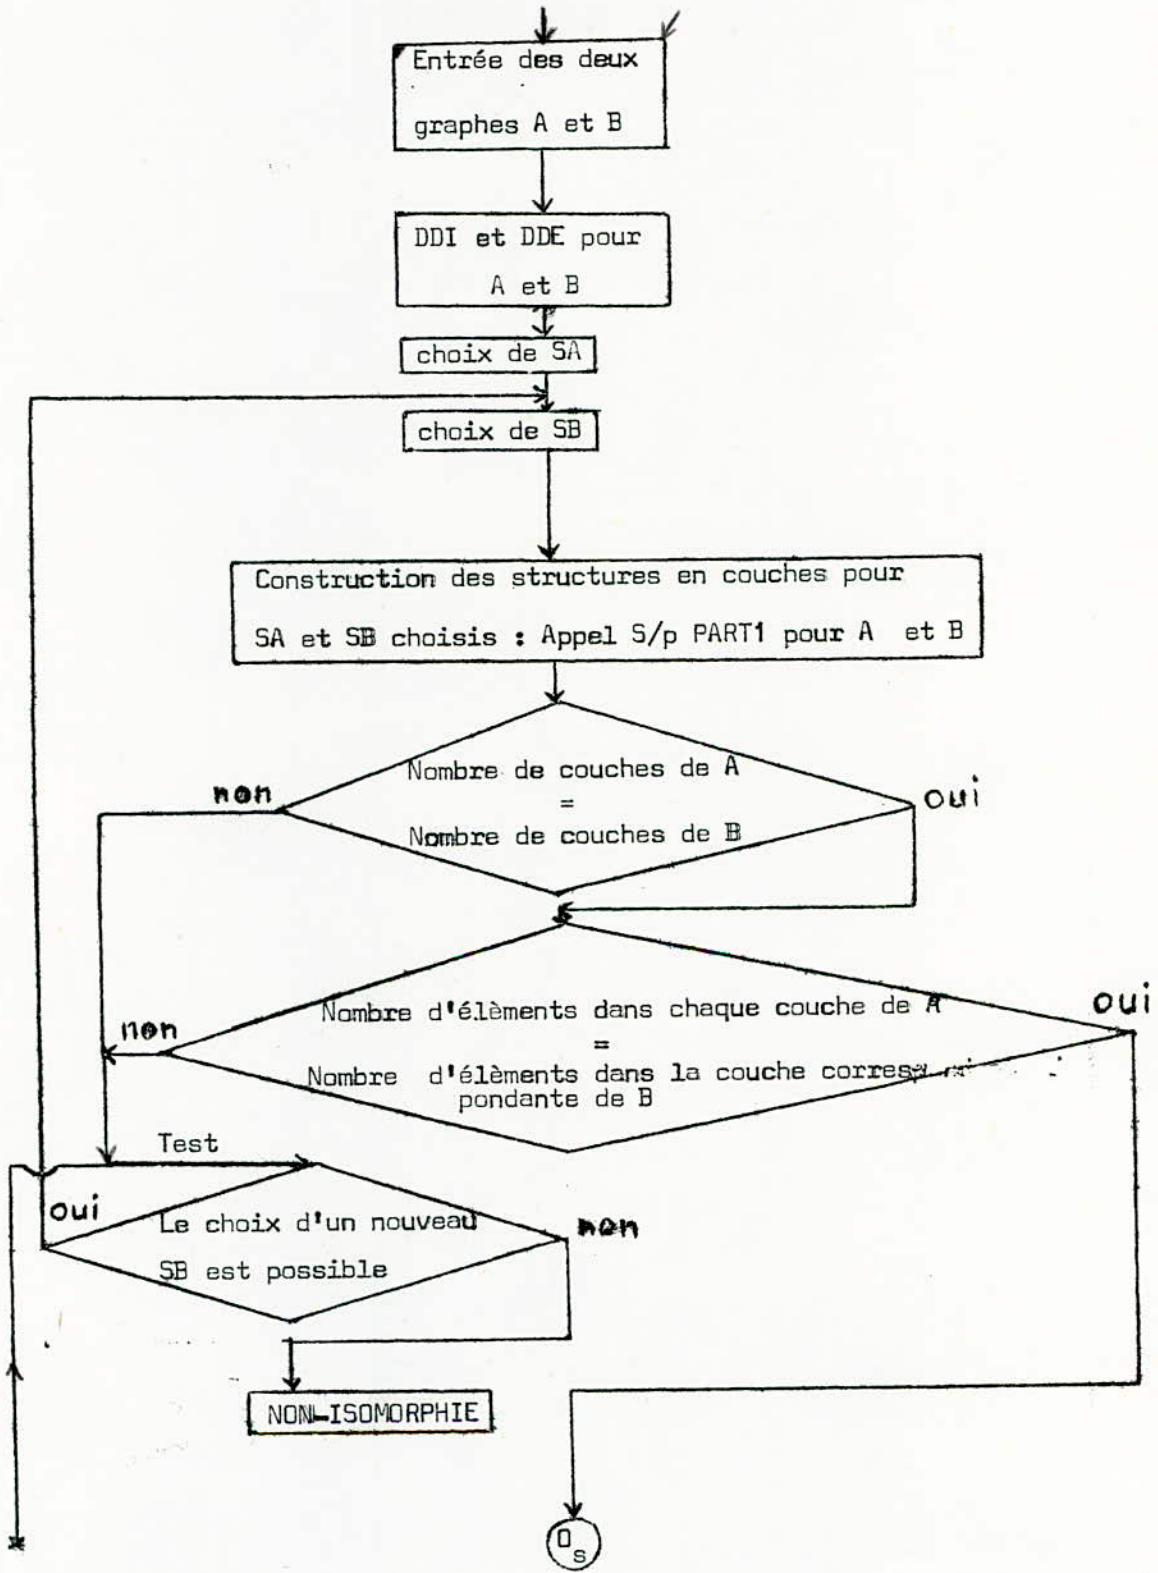 Entrée des deux
graphes A et B
DDI et DDE pour
A et B
choix de SA
choix de SB
Construction des structures en couches pour
SA et SB choisis : Appel S/p PART1 pour A et B
Nombre de couches de A
=
Nombre de couches de B
non
oui
Nombre d'élèments dans chaque couche de A
=
Nombre d'élèments dans la couche corres
pondante de B
non
oui
Test
Le choix d'un nouveau
SB est possible
oui
non
NON-ISOMORPHIE
O_s